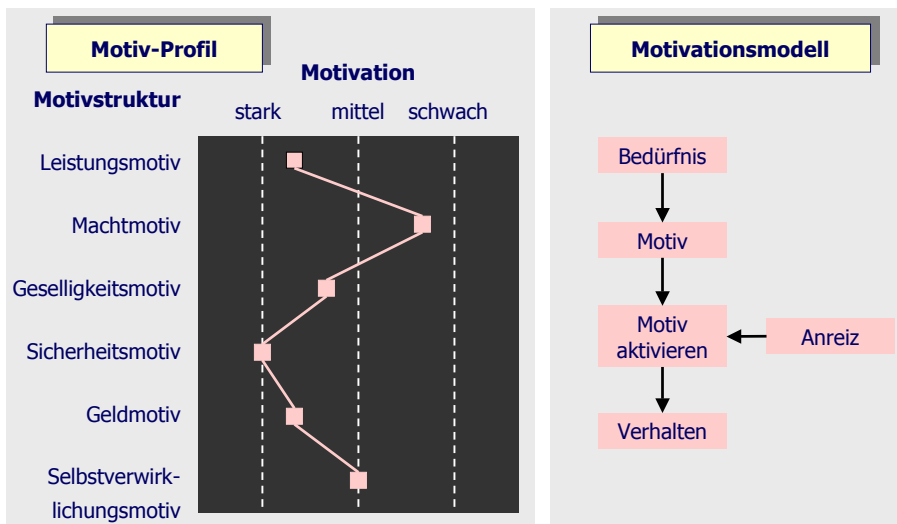 Motiv-Profil
Motivation
Motivstruktur
stark mittel schwach
Leistungsmotiv
Machtmotiv
Geselligkeitsmotiv
Sicherheitsmotiv
Geldmotiv
Selbstverwirk-
lichungsmotiv
Motivationsmodell
Bedürfnis
Motiv
Motiv
aktivieren
Anreiz
Verhalten